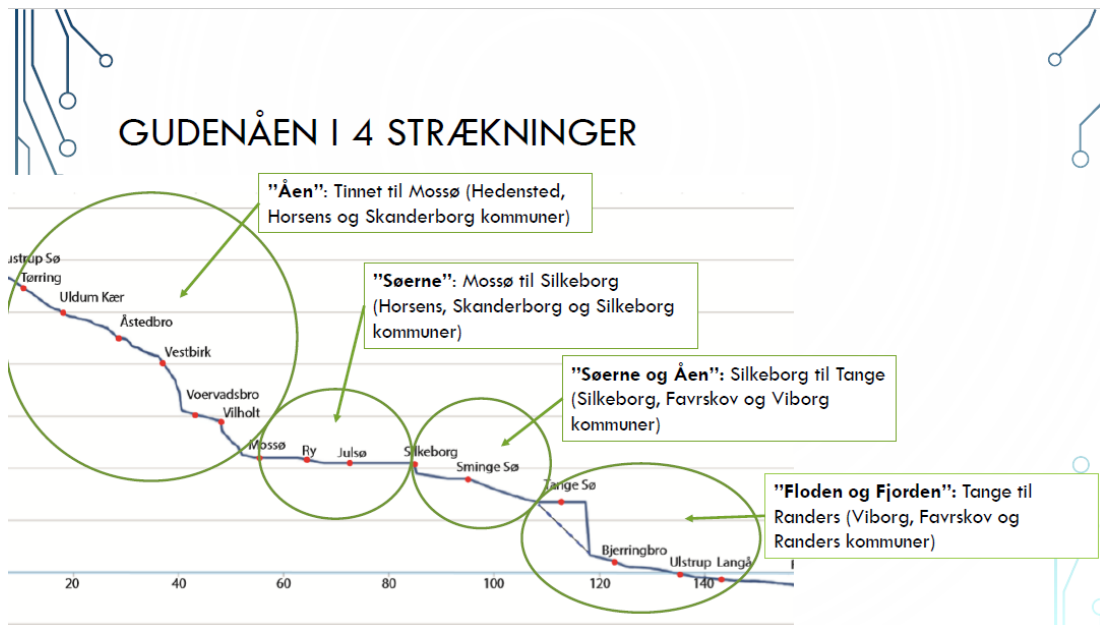 GUDENÅEN I 4 STRÆKNINGER
”Åen”: Tinnet til Mossø (Hedensted,
Horsens og Skanderborg kommuner)
”Søerne”: Mossø til Silkeborg
(Horsens, Skanderborg og Silkeborg
kommuner)
”Søerne og Åen”: Silkeborg til Tange
(Silkeborg, Favrskov og Viborg
kommuner)
”Floden og Fjorden”: Tange til
Randers (Viborg, Favrskov og
Randers kommuner)
ustrup Sø
Tørring
Uldum Kær
Åstedbro
Vestbirk
Voervadsbro
Vilholt
Mossø
Ry
Julsø
Silkeborg
Sminge Sø
Tange Sø
Bjerringbro
Ulstrup
Langå
20 40 60 80 100 120 140